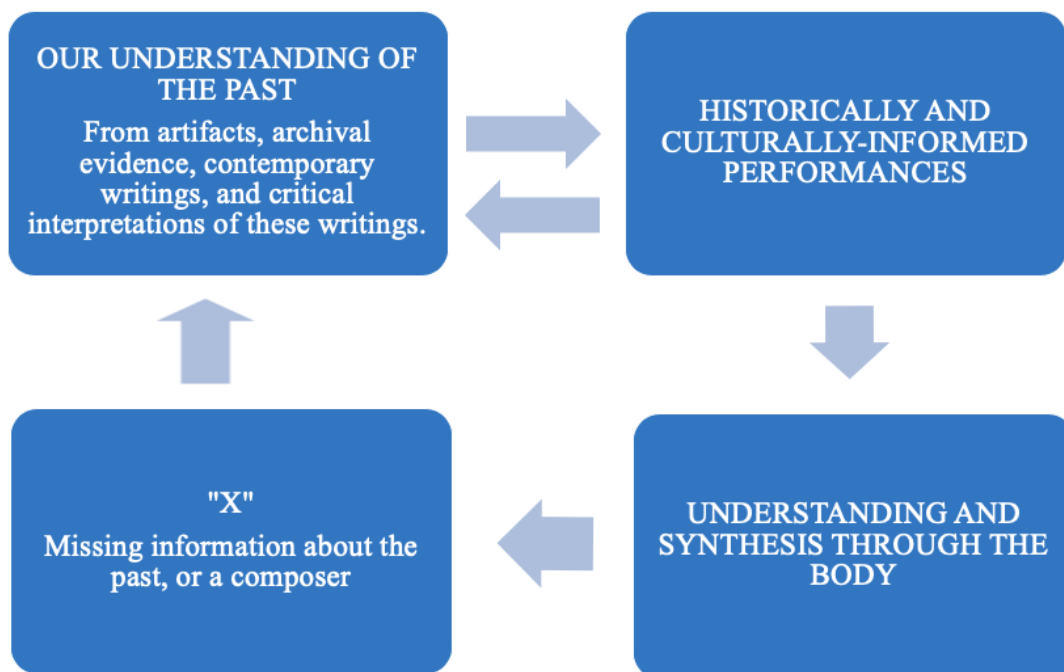 OUR UNDERSTANDING OF
THE PAST
From artifacts, archival
evidence, contemporary
writings, and critical
interpretations of these writings.
HISTORICALLY AND
CULTURALLY-INFORMED
PERFORMANCES
"X"
Missing information about the
past, or a composer
UNDERSTANDING AND
SYNTHESIS THROUGH THE
BODY